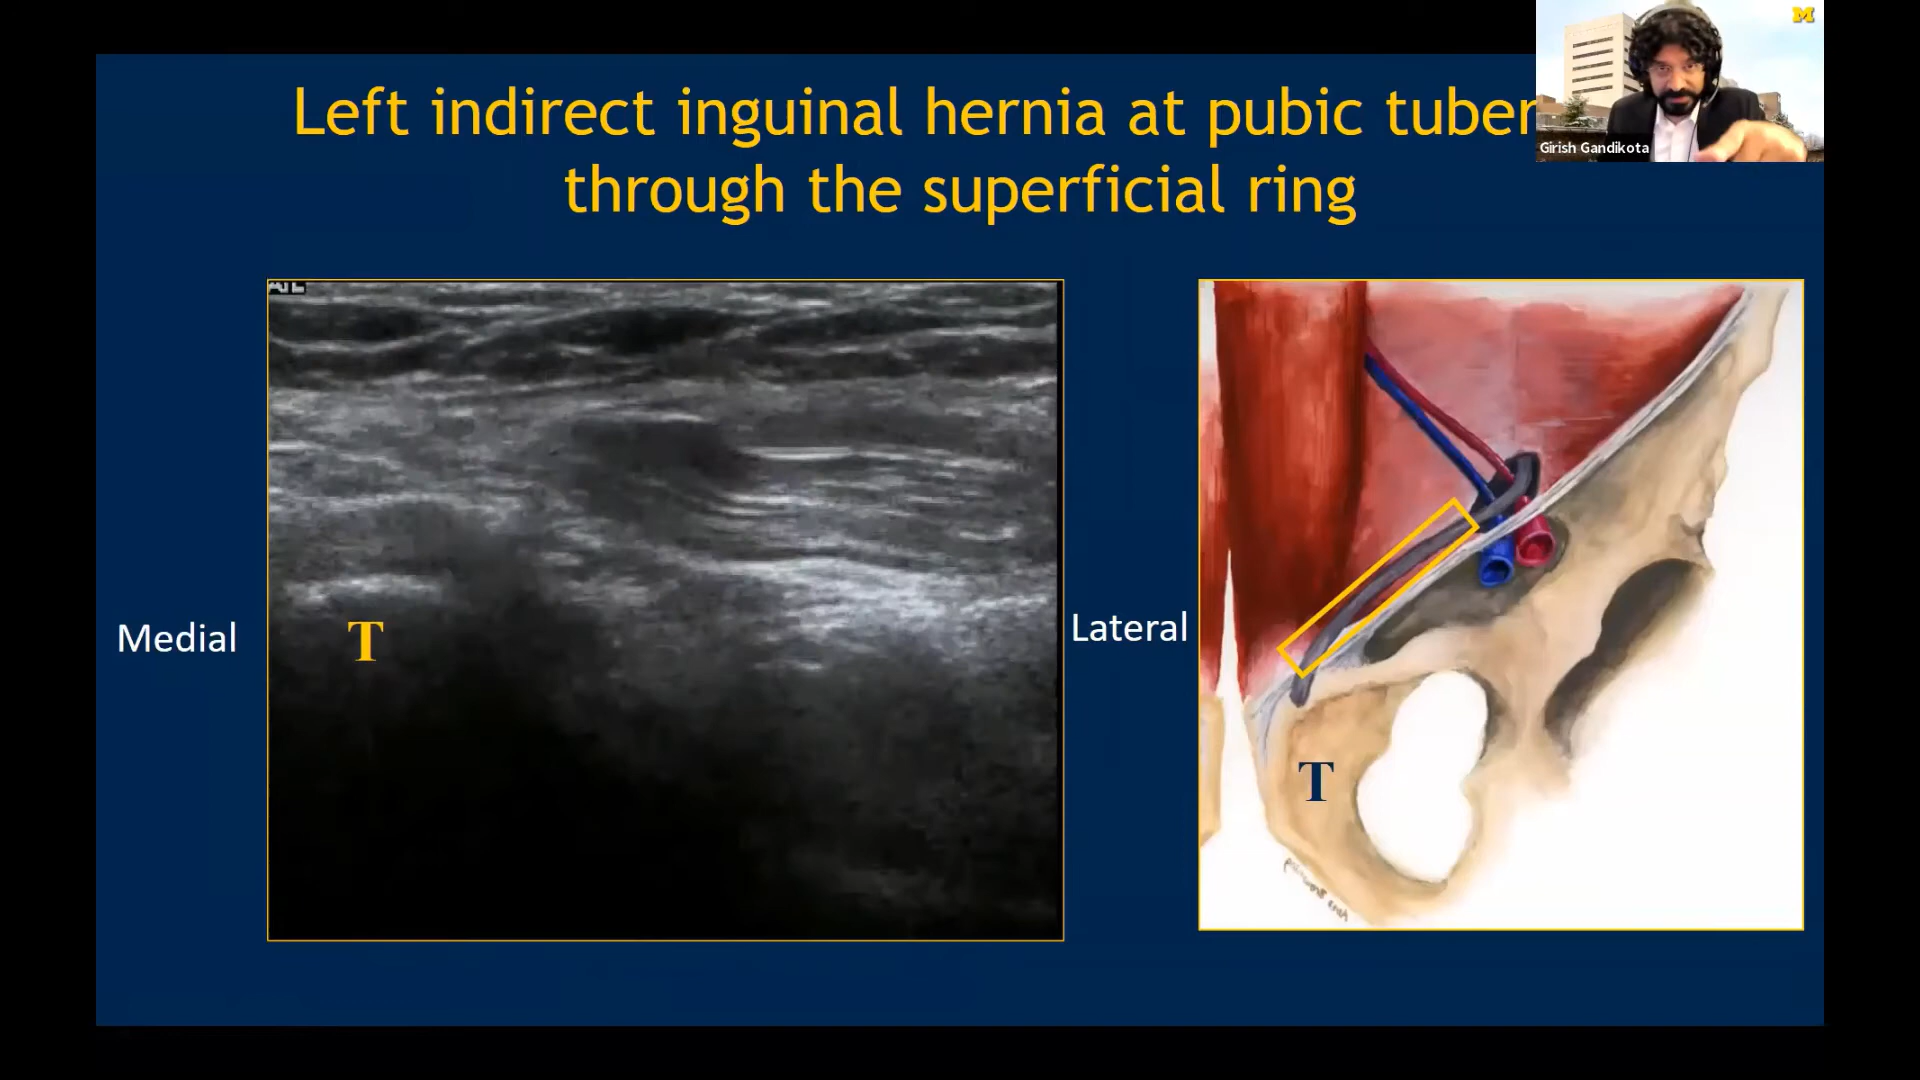 Left indirect inguinal hernia at pubic tuber
through the superficial ring
M
Girish Gandikota
Medial
T
Lateral
T